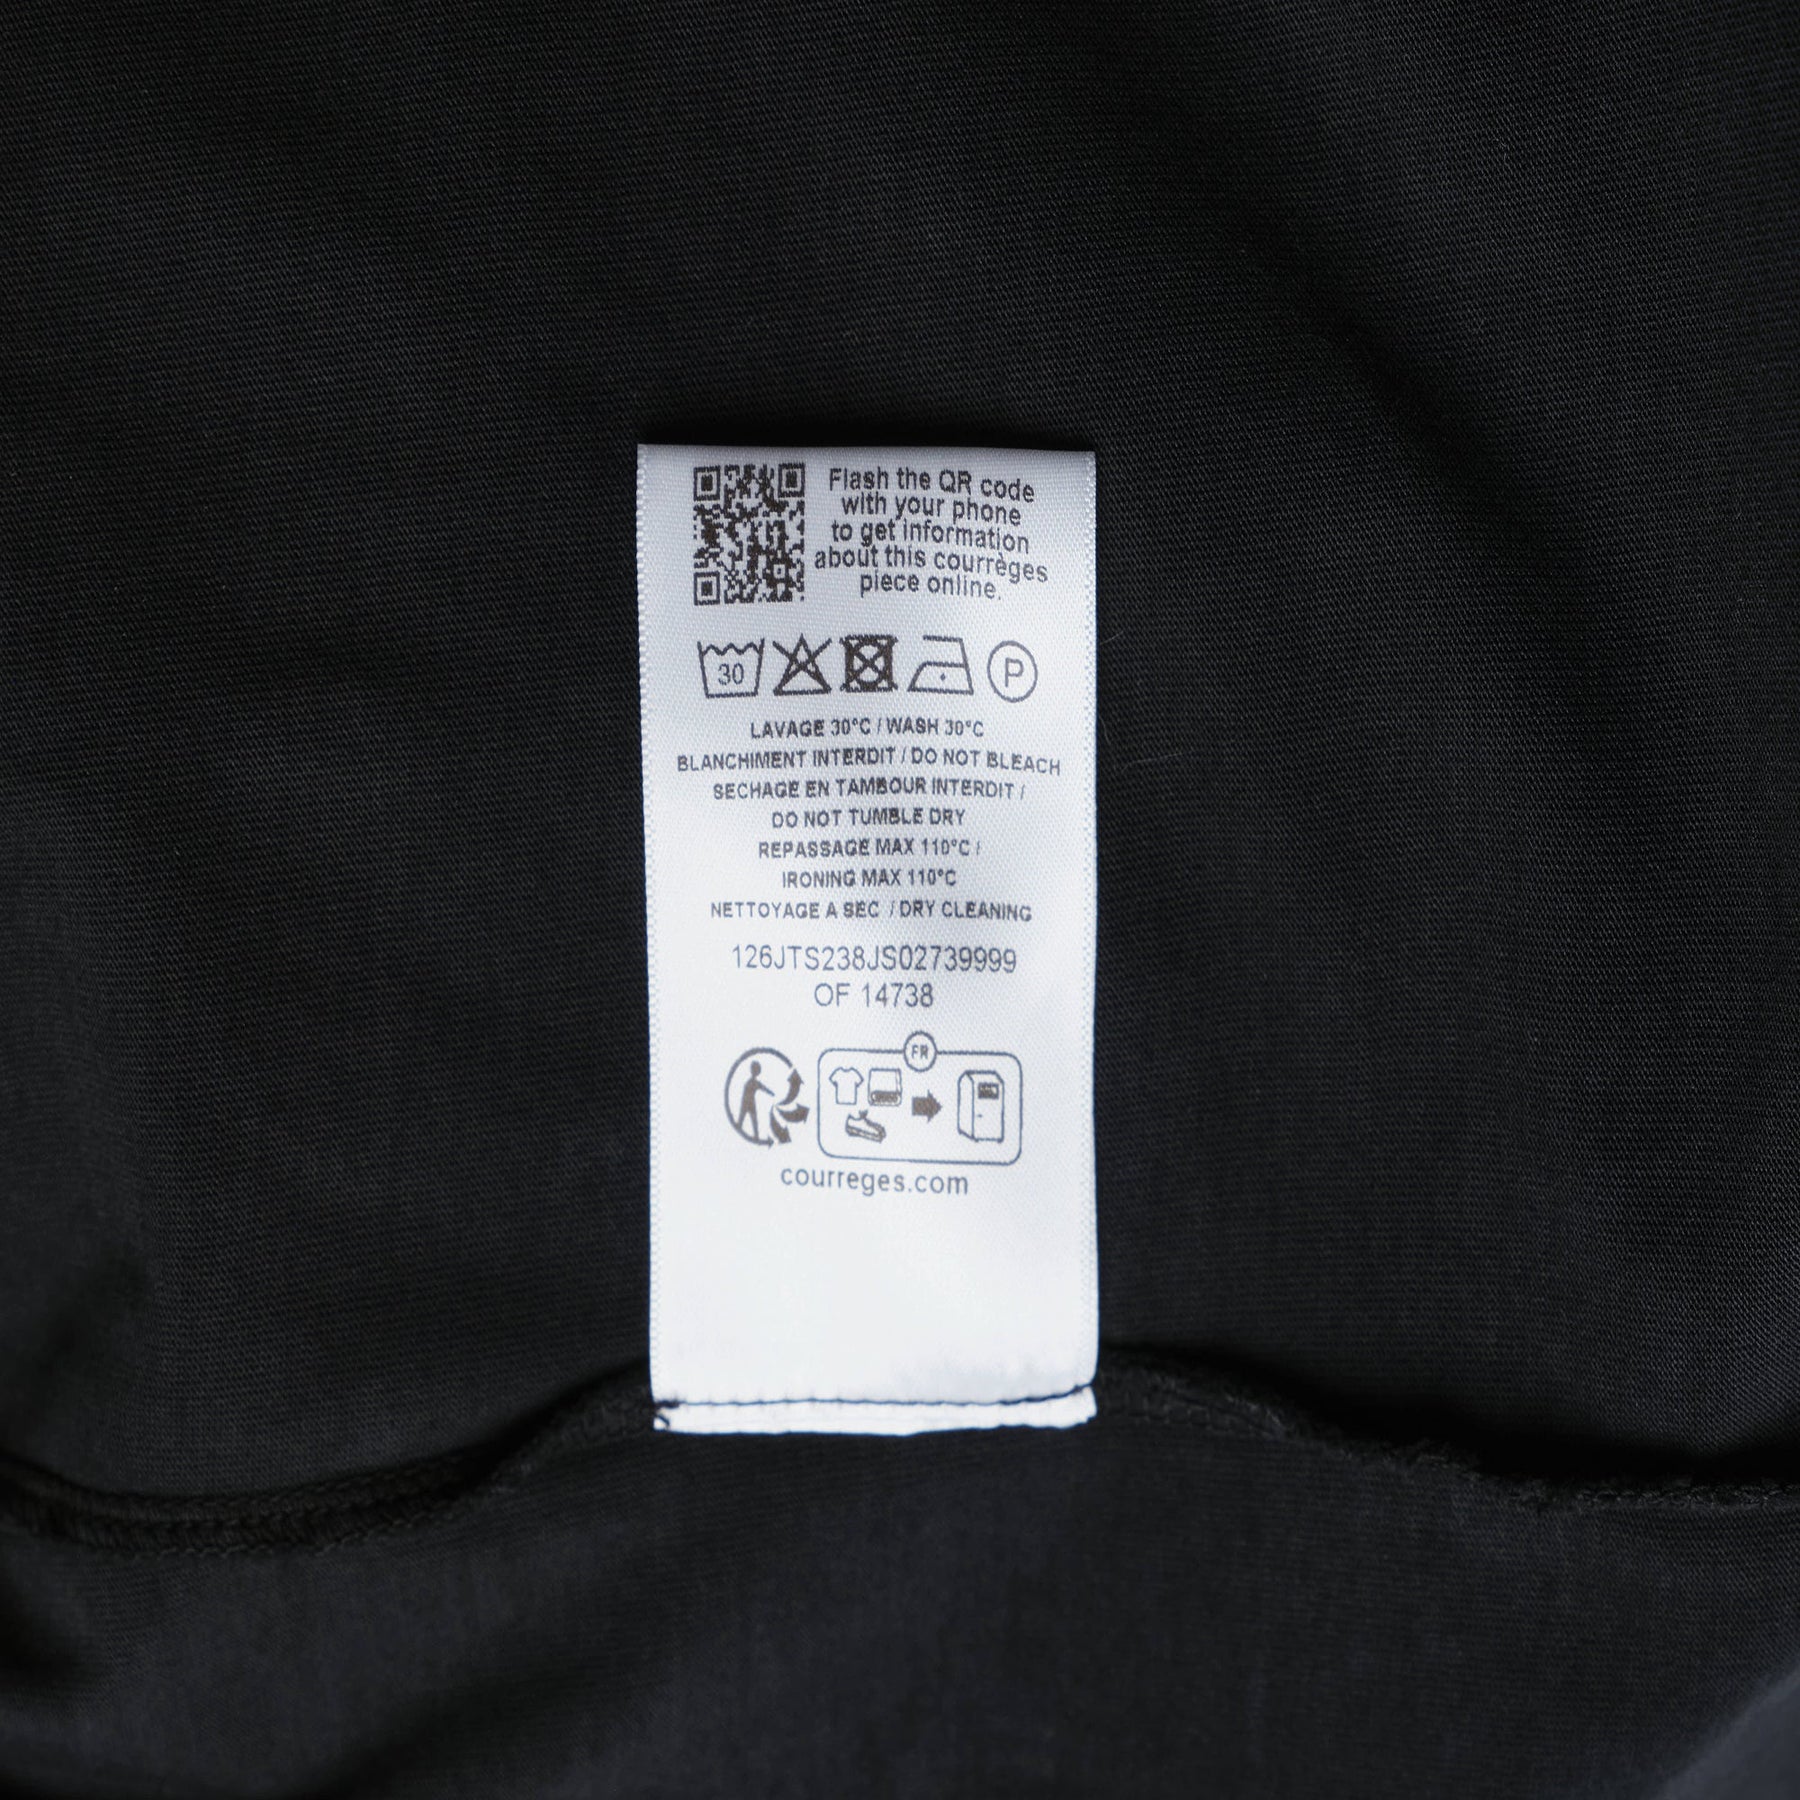 Flash the QR code
with your phone
to get information
about this courrèges
piece online.
30
P
LAVAGE 30°C / WASH 30°C
BLANCHIMENT INTERDIT / DO NOT BLEACH
SECHAGE EN TAMBOUR INTERDIT /
DO NOT TUMBLE DRY
REPASSAGE MAX 110°C /
IRONING MAX 110°C
NETTOYAGE A SEC / DRY CLEANING
126JTS238JS02739999
OF 14738
FR
courreges.com